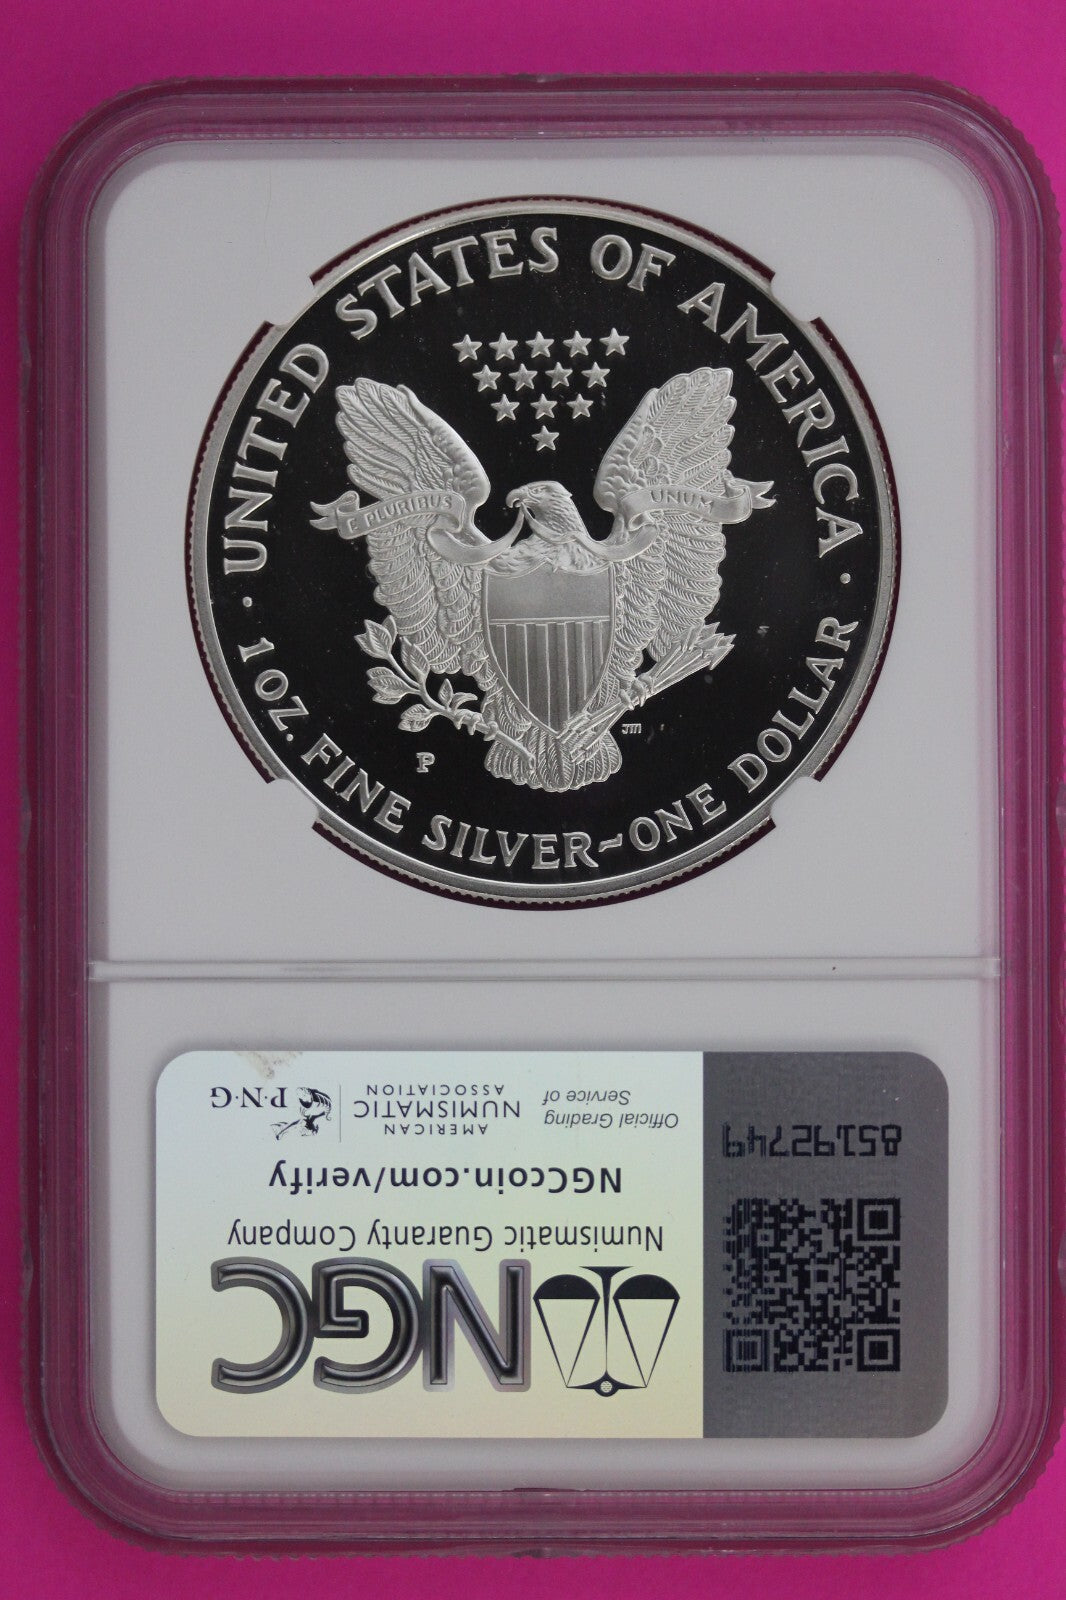 UNITED STATES OF AMERICA
E PLURIBUS UNUM
P
JM
· 1 OZ. FINE SILVER~ONE DOLLAR ·
NGC
Numismatic Guaranty Company
NGCcoin.com/verify
Official Grading
Service of
AMERICAN
NUMISMATIC
ASSOCIATION
P·N·G
85192749